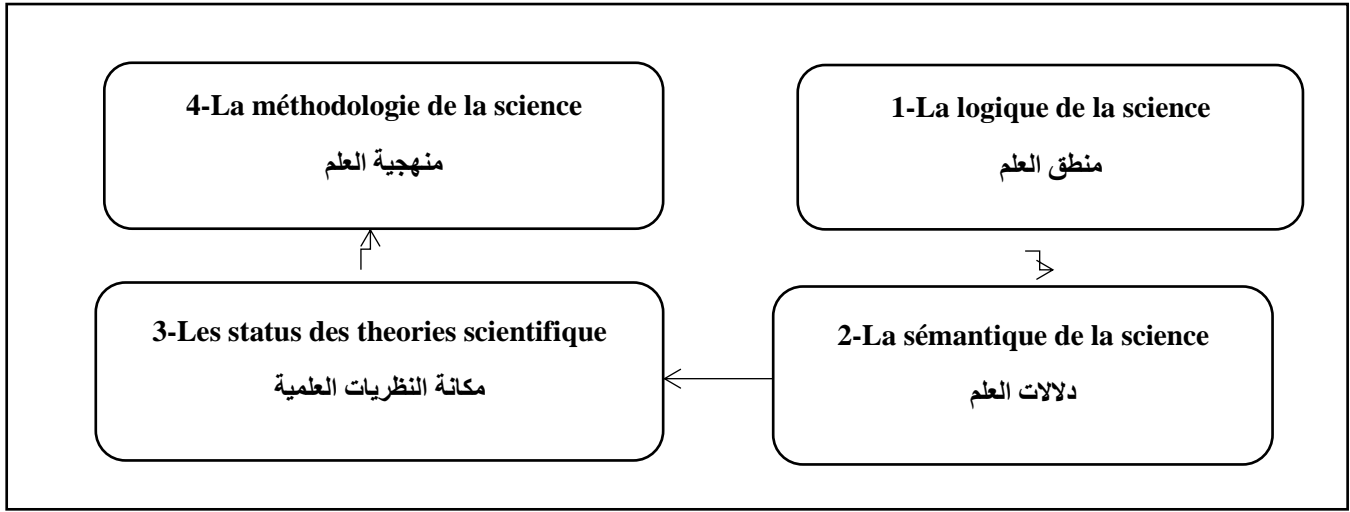 1-La logique de la science
منطق العلم
2-La sémantique de la science
دلالات العلم
3-Les status des theories scientifique
مكانة النظريات العلمية
4-La méthodologie de la science
منهجية العلم